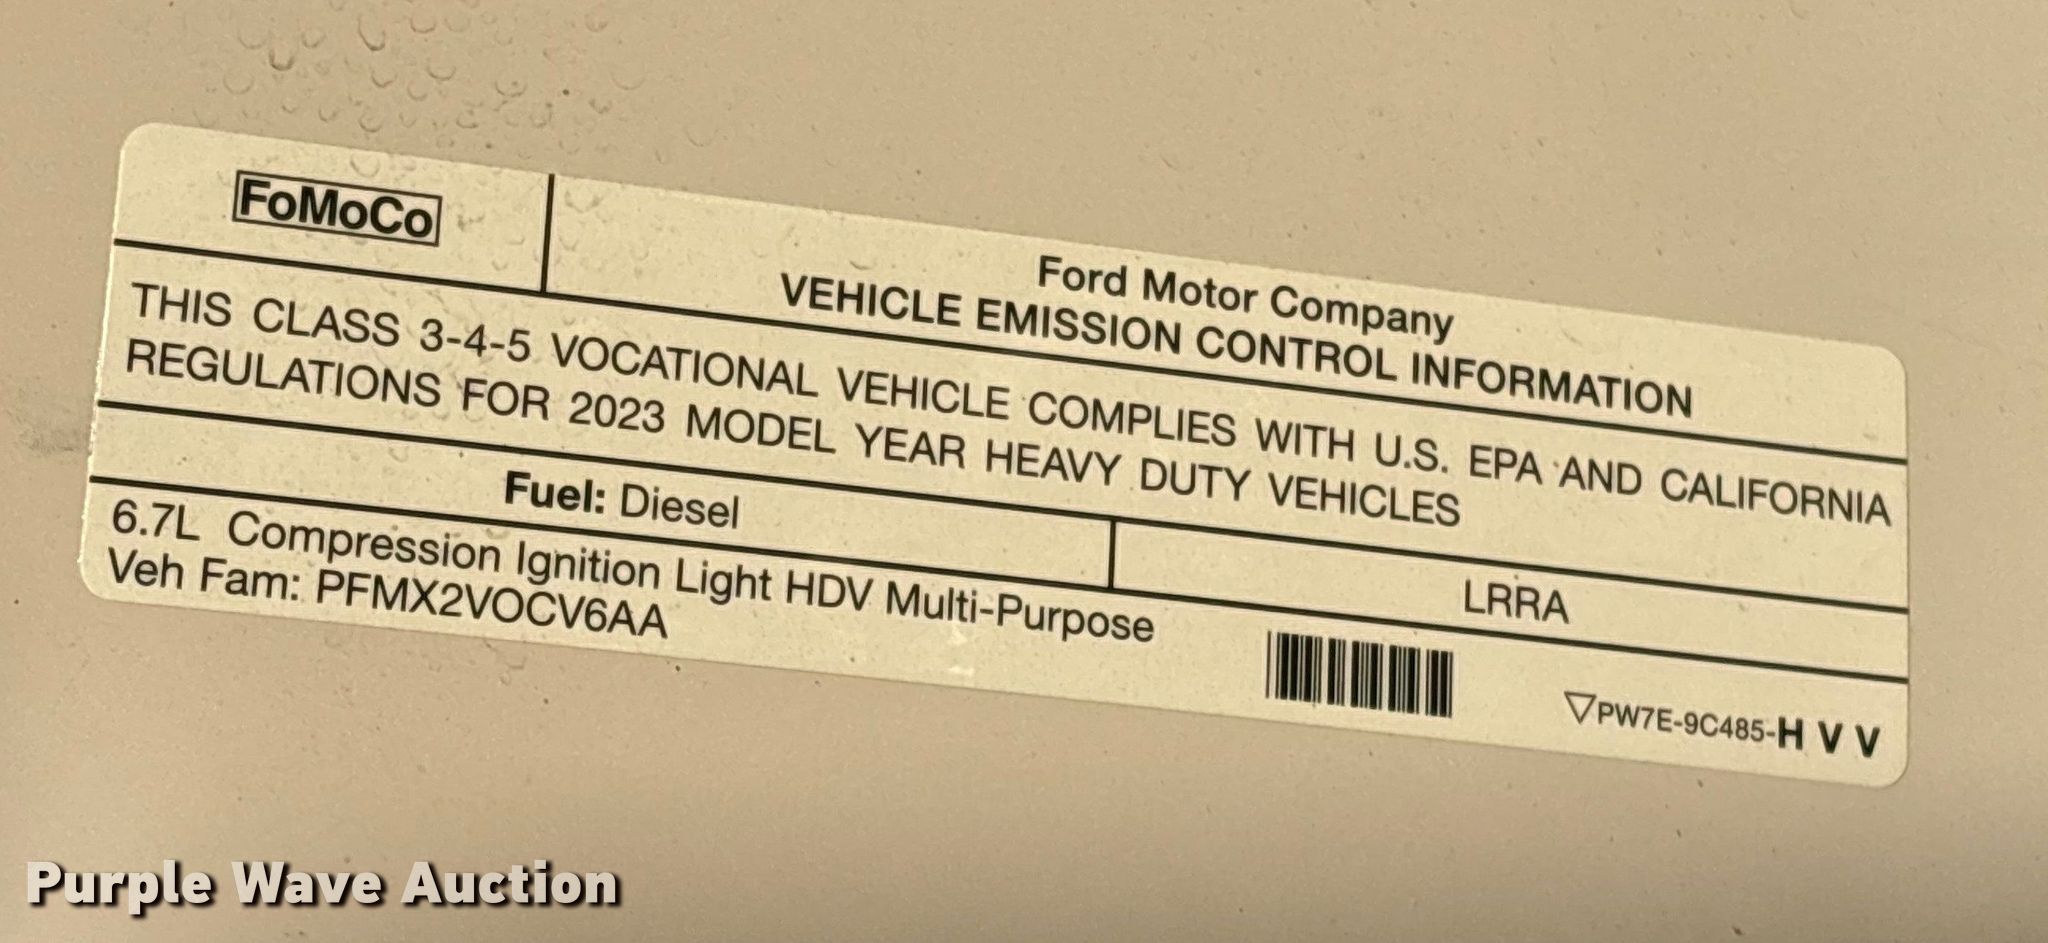 FoMoCo
Ford Motor Company
VEHICLE EMISSION CONTROL INFORMATION
THIS CLASS 3-4-5 VOCATIONAL VEHICLE COMPLIES WITH U.S. EPA AND CALIFORNIA
REGULATIONS FOR 2023 MODEL YEAR HEAVY DUTY VEHICLES
Fuel: Diesel
LRRA
6.7L Compression Ignition Light HDV Multi-Purpose
Veh Fam: PFMX2VOCV6AA
▽PW7E-9C485-H V V
Purple Wave Auction